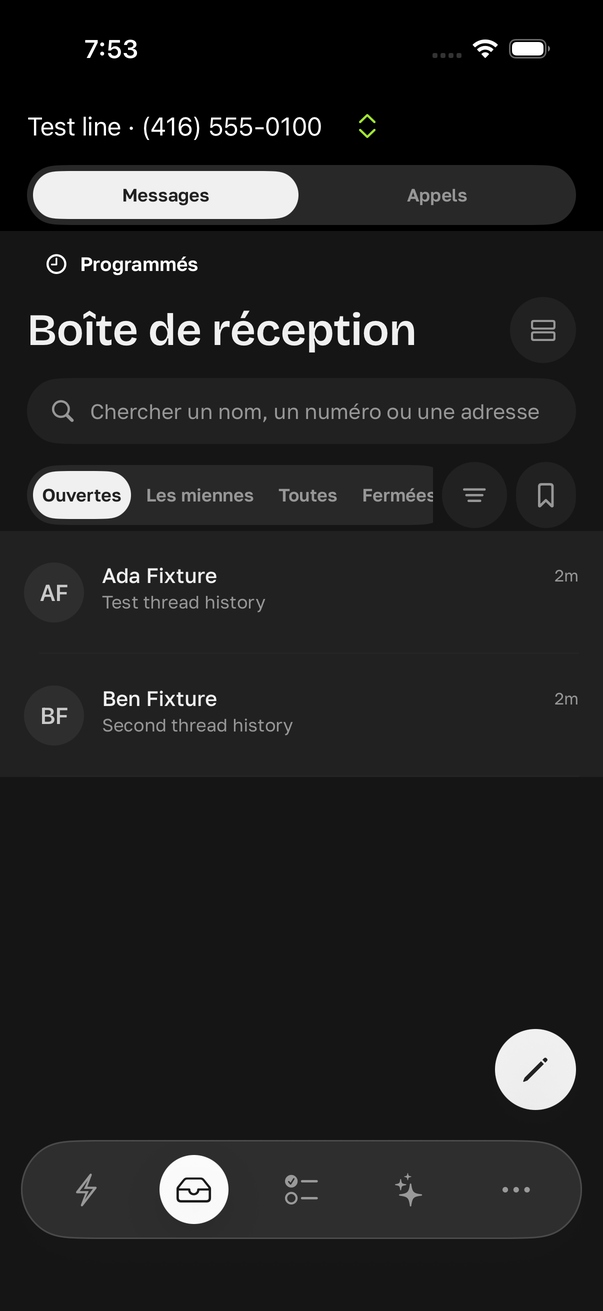 7:53
Test line · (416) 555-0100
Messages Appels
Programmés
Boîte de réception
Chercher un nom, un numéro ou une adresse
Ouvertes Les miennes Toutes Fermées
AF Ada Fixture 2m
Test thread history
BF Ben Fixture 2m
Second thread history